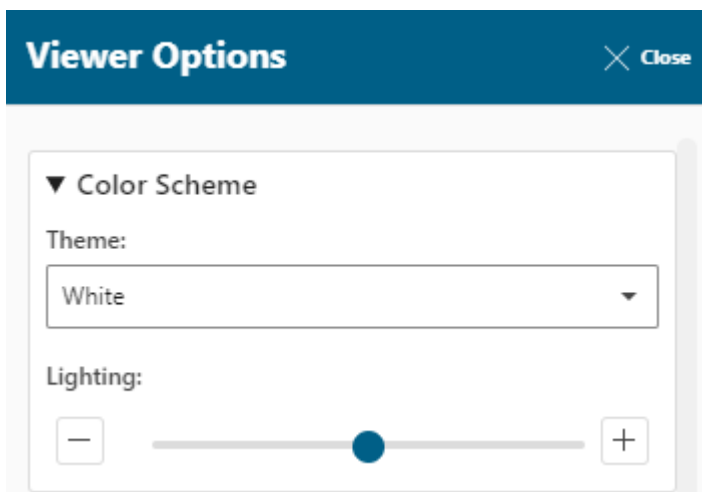 Viewer Options
Close
▼ Color Scheme
Theme:
White
Lighting:
− +